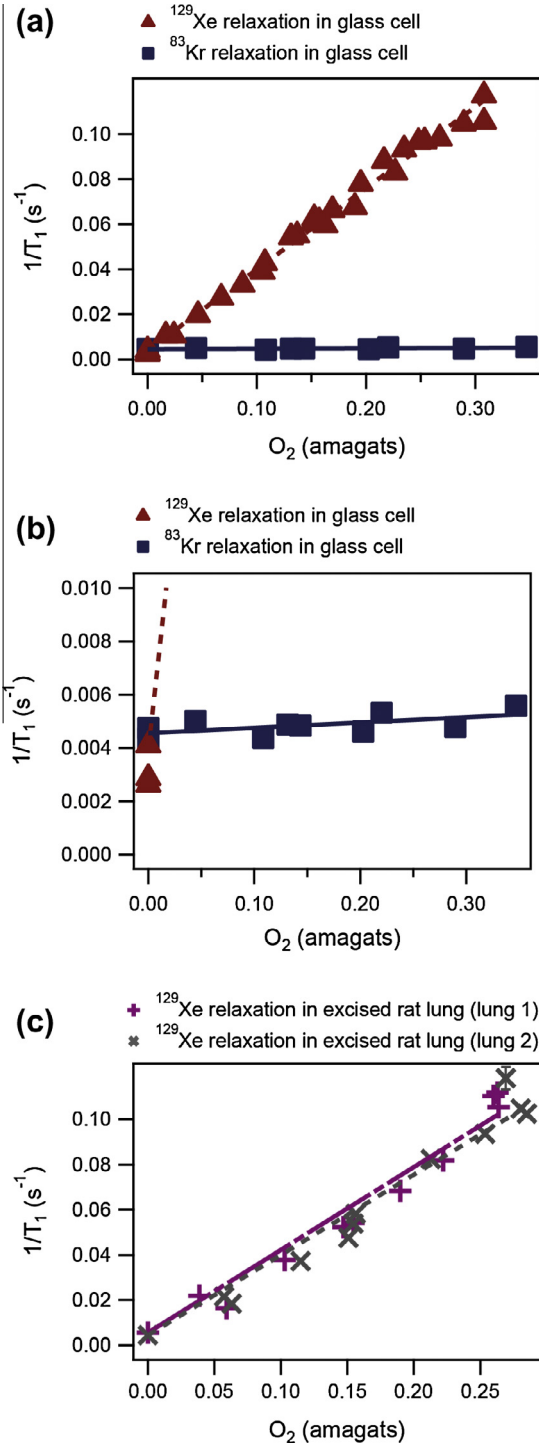 (a)
¹²⁹Xe relaxation in glass cell
⁸³Kr relaxation in glass cell
0.10
0.08
0.06
0.04
0.02
0.00
1/T₁ (s⁻¹)
0.00 0.10 0.20 0.30
O₂ (amagats)
(b)
¹²⁹Xe relaxation in glass cell
⁸³Kr relaxation in glass cell
0.010
0.008
0.006
0.004
0.002
0.000
1/T₁ (s⁻¹)
0.00 0.10 0.20 0.30
O₂ (amagats)
(c)
¹²⁹Xe relaxation in excised rat lung (lung 1)
¹²⁹Xe relaxation in excised rat lung (lung 2)
0.10
0.08
0.06
0.04
0.02
0.00
1/T₁ (s⁻¹)
0.00 0.05 0.10 0.15 0.20 0.25
O₂ (amagats)